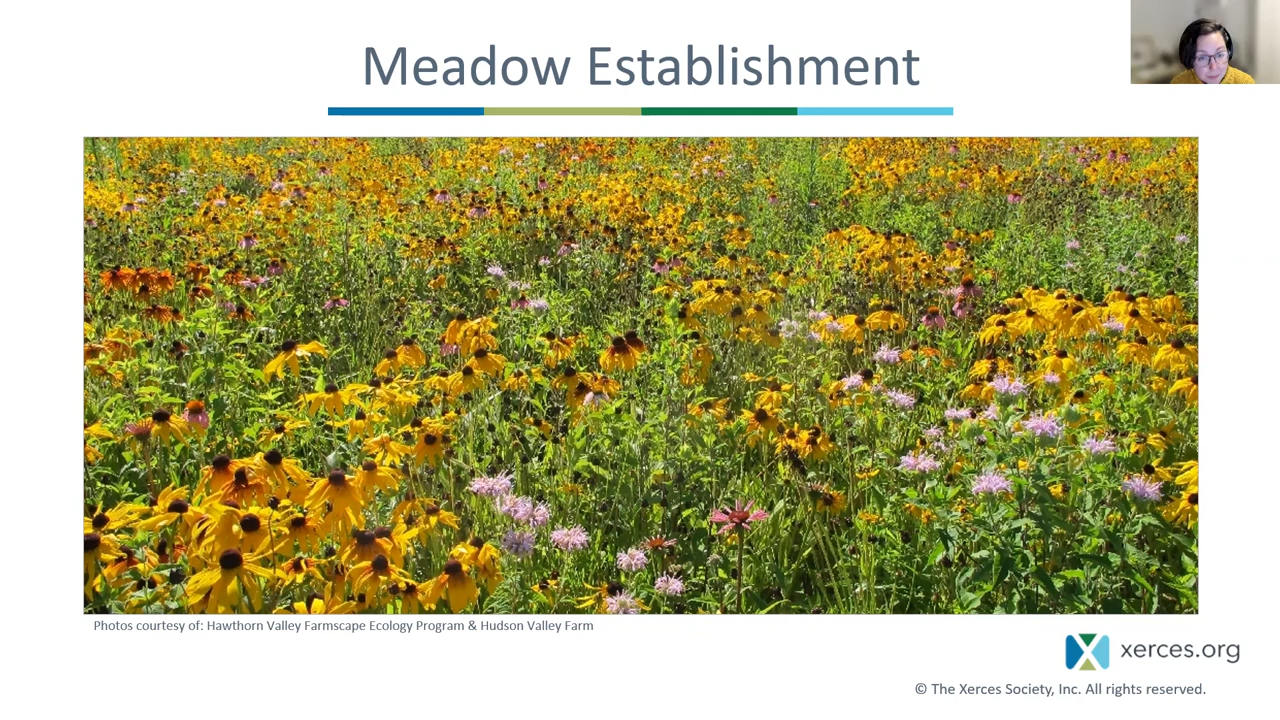 Meadow Establishment
Photos courtesy of: Hawthorn Valley Farmscape Ecology Program & Hudson Valley Farm
xerces.org
© The Xerces Society, Inc. All rights reserved.